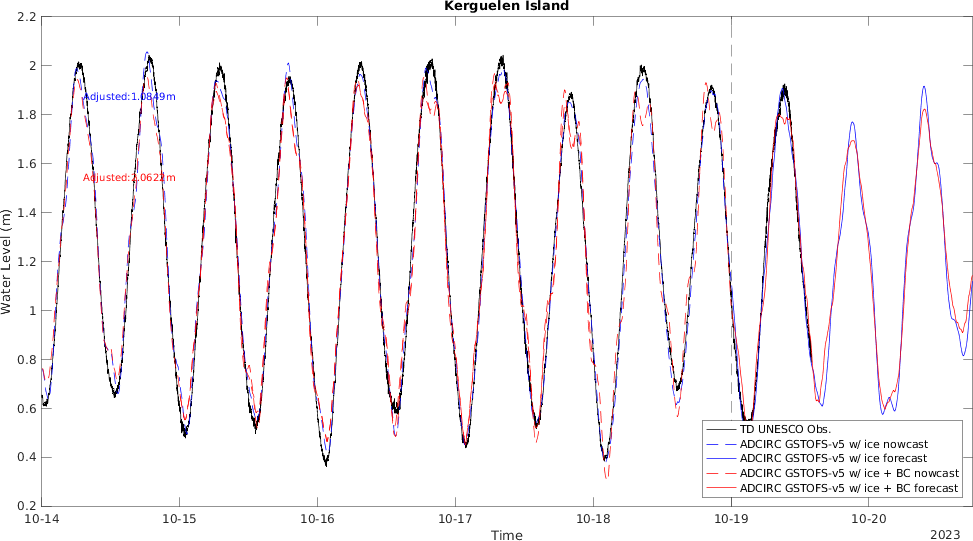 Kerguelen Island
2.2
2
1.8
1.6
1.4
1.2
1
0.8
0.6
0.4
0.2
Water Level (m)
Adjusted:1.0849m
TD UNESCO Obs.
ADCIRC GSTOFS-v5 w/ ice nowcast
ADCIRC GSTOFS-v5 w/ ice forecast
ADCIRC GSTOFS-v5 w/ ice + BC nowcast
ADCIRC GSTOFS-v5 w/ ice + BC forecast
10-14
10-15
10-16
10-17
10-18
10-19
10-20
Time
2023